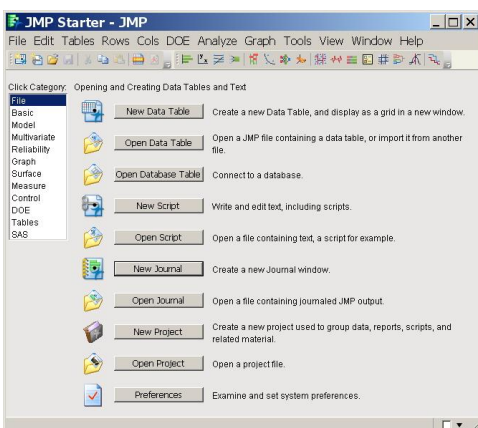 JMP Starter - JMP
File Edit Tables Rows Cols DOE Analyze Graph Tools View Window Help
Click Category:
File
Basic
Model
Multivariate
Reliability
Graph
Surface
Measure
Control
DOE
Tables
SAS
Opening and Creating Data Tables and Text
New Data Table
Create a new Data Table, and display as a grid in a new window.
Open Data Table
Open a JMP file containing a data table, or import it from another
file.
Open Database Table
Connect to a database.
New Script
Write and edit text, including scripts.
Open Script
Open a file containing text, a script for example.
New Journal
Create a new Journal window.
Open Journal
Open a file containing journaled JMP output.
New Project
Create a new project used to group data, reports, scripts, and
related material.
Open Project
Open a project file.
Preferences
Examine and set system preferences.